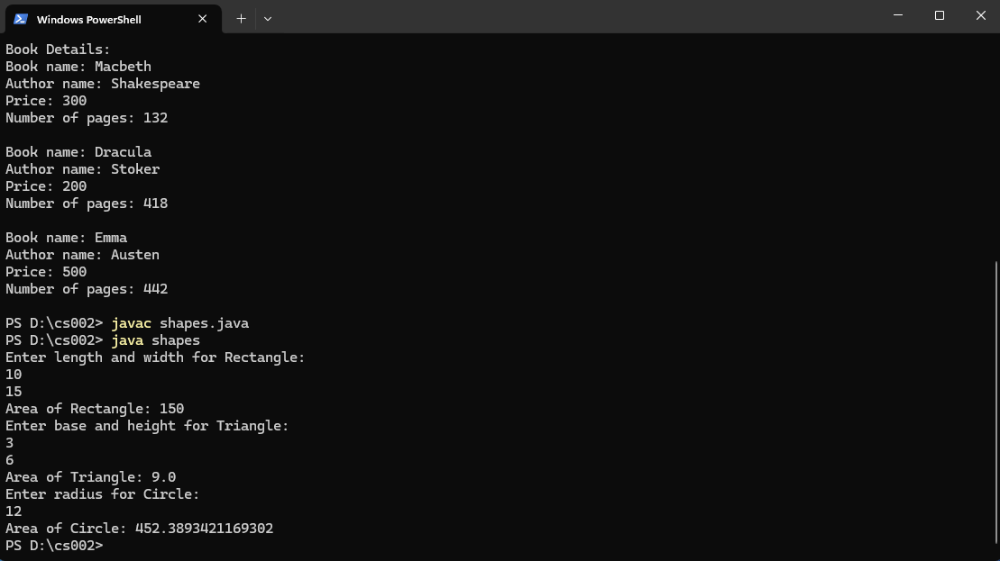 Windows PowerShell
Book Details:
Book name: Macbeth
Author name: Shakespeare
Price: 300
Number of pages: 132
Book name: Dracula
Author name: Stoker
Price: 200
Number of pages: 418
Book name: Emma
Author name: Austen
Price: 500
Number of pages: 442
PS D:\cs002> javac shapes.java
PS D:\cs002> java shapes
Enter length and width for Rectangle:
10
15
Area of Rectangle: 150
Enter base and height for Triangle:
3
6
Area of Triangle: 9.0
Enter radius for Circle:
12
Area of Circle: 452.3893421169302
PS D:\cs002>